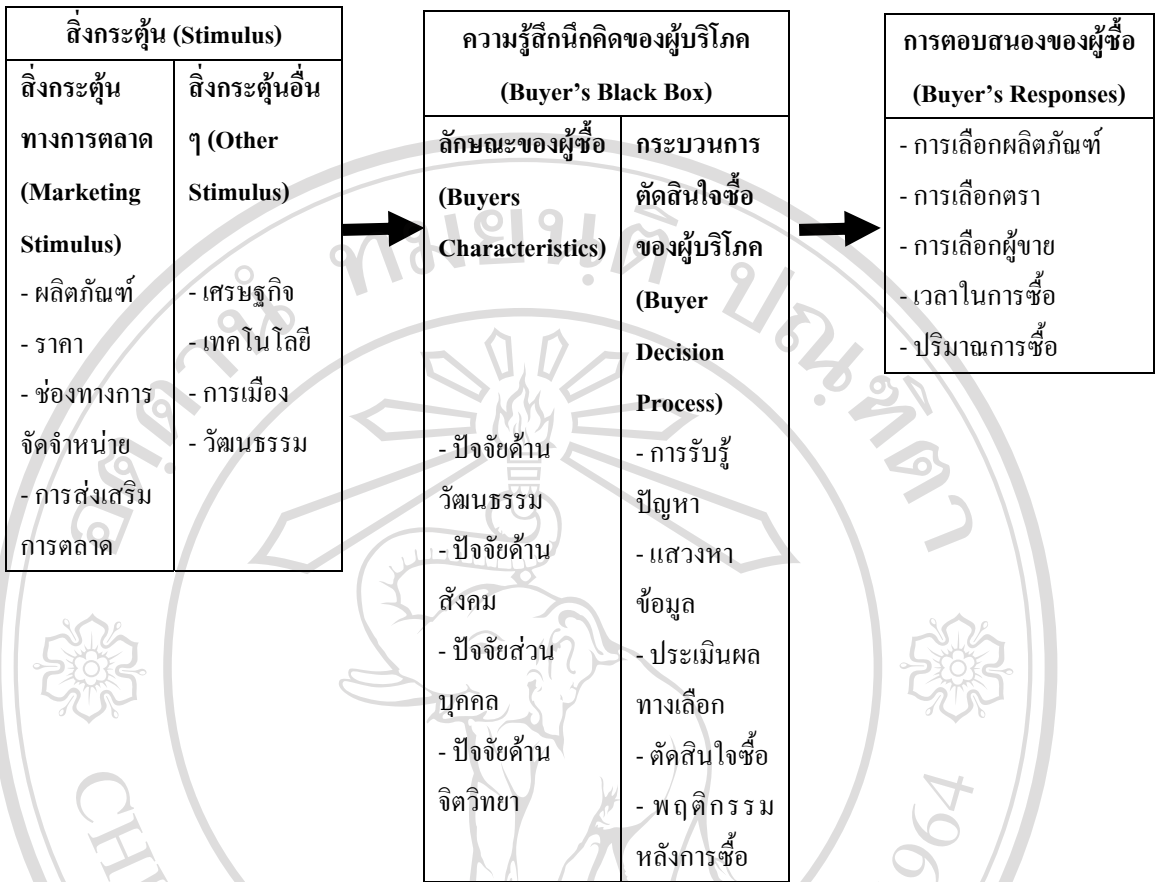 สิ่งกระตุ้น (Stimulus)
สิ่งกระตุ้น
ทางการตลาด
(Marketing
Stimulus)
- ผลิตภัณฑ์
- ราคา
- ช่องทางการ
จัดจำหน่าย
- การส่งเสริม
การตลาด
สิ่งกระตุ้นอื่น
ๆ (Other
Stimulus)
- เศรษฐกิจ
- เทคโนโลยี
- การเมือง
- วัฒนธรรม
ความรู้สึกนึกคิดของผู้บริโภค
(Buyer’s Black Box)
ลักษณะของผู้ซื้อ
(Buyers
Characteristics)
- ปัจจัยด้าน
วัฒนธรรม
- ปัจจัยด้าน
สังคม
- ปัจจัยส่วน
บุคคล
- ปัจจัยด้าน
จิตวิทยา
กระบวนการ
ตัดสินใจซื้อ
ของผู้บริโภค
(Buyer
Decision
Process)
- การรับรู้
ปัญหา
- แสวงหา
ข้อมูล
- ประเมินผล
ทางเลือก
- ตัดสินใจซื้อ
- พฤติกรรม
หลังการซื้อ
การตอบสนองของผู้ซื้อ
(Buyer’s Responses)
- การเลือกผลิตภัณฑ์
- การเลือกตรา
- การเลือกผู้ขาย
- เวลาในการซื้อ
- ปริมาณการซื้อ